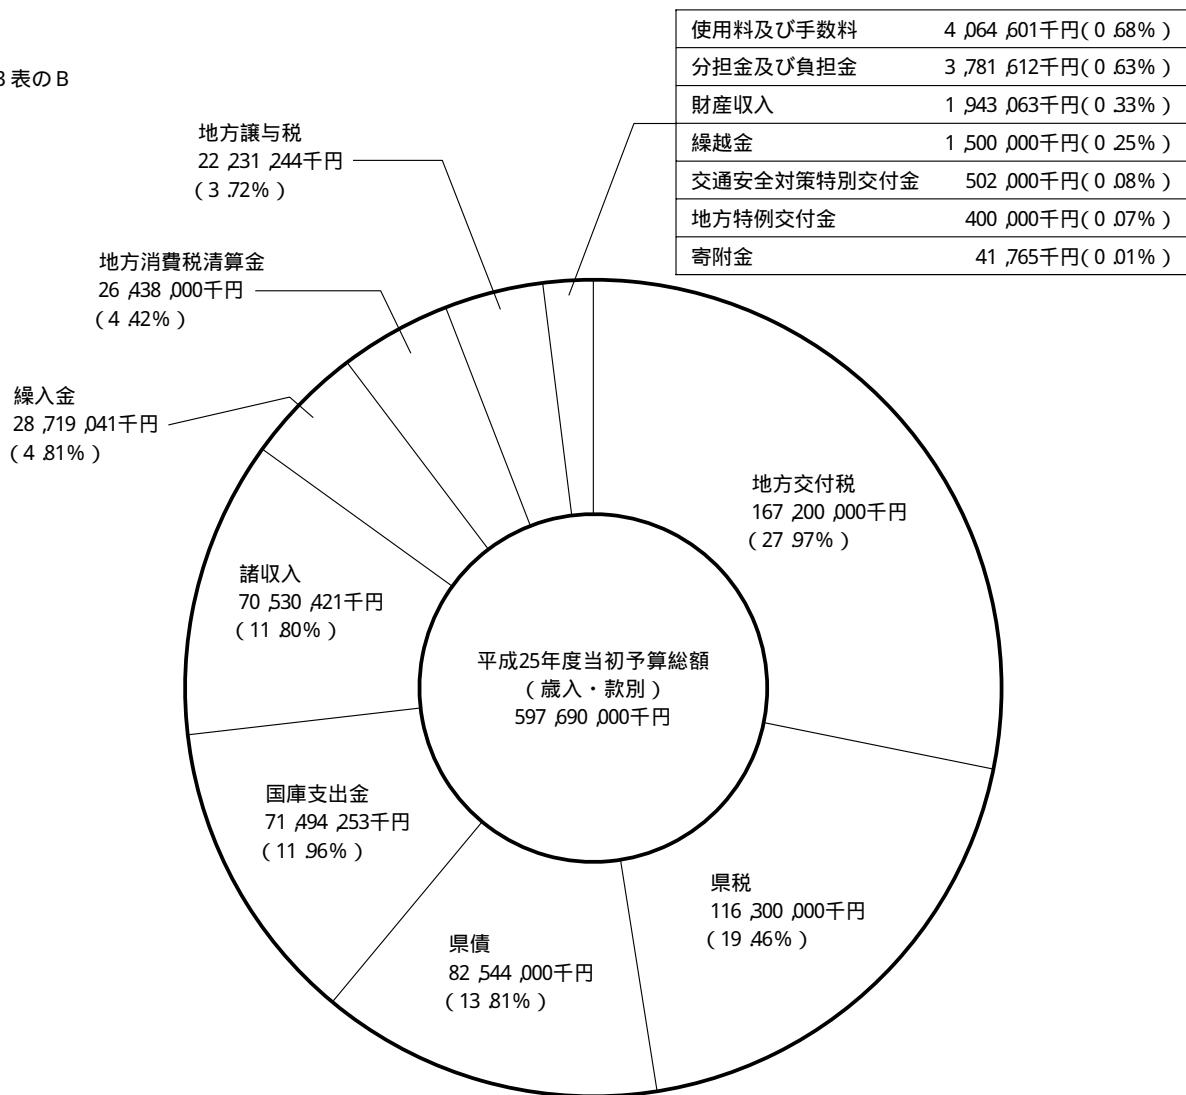 3表のB
使用料及び手数料 4,064,601千円(0.68%)
分担金及び負担金 3,781,612千円(0.63%)
財産収入 1,943,063千円(0.33%)
繰越金 1,500,000千円(0.25%)
交通安全対策特別交付金 502,000千円(0.08%)
地方特例交付金 400,000千円(0.07%)
寄附金 41,765千円(0.01%)
地方譲与税
22,231,244千円
(3.72%)
地方消費税清算金
26,438,000千円
(4.42%)
繰入金
28,719,041千円
(4.81%)
諸収入
70,530,421千円
(11.80%)
国庫支出金
71,494,253千円
(11.96%)
県債
82,544,000千円
(13.81%)
県税
116,300,000千円
(19.46%)
地方交付税
167,200,000千円
(27.97%)
平成25年度当初予算総額
(歳入・款別)
597,690,000千円